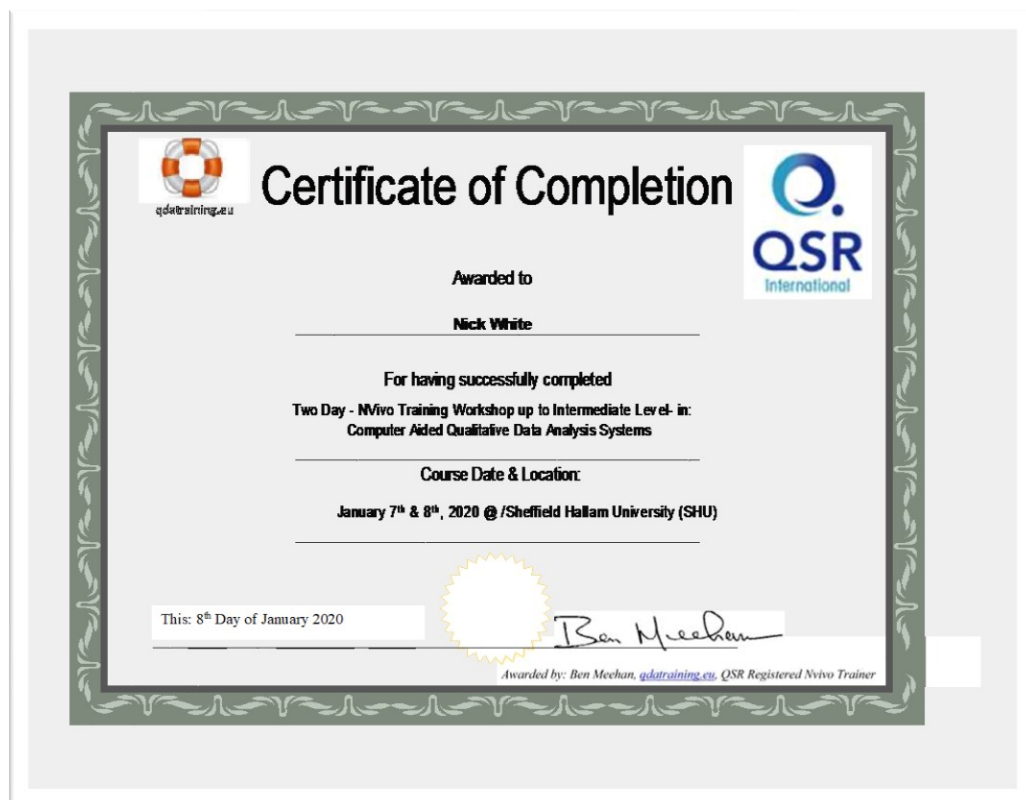 qdatraining.eu
Certificate of Completion
QSR
International
Awarded to
Nick White
For having successfully completed
Two Day - NVivo Training Workshop up to Intermediate Level- in:
Computer Aided Qualitative Data Analysis Systems
Course Date & Location:
January 7th & 8th, 2020 @ /Sheffield Hallam University (SHU)
This: 8th Day of January 2020
Ben Meehan
Awarded by: Ben Meehan, qdatraining.eu, QSR Registered Nvivo Trainer